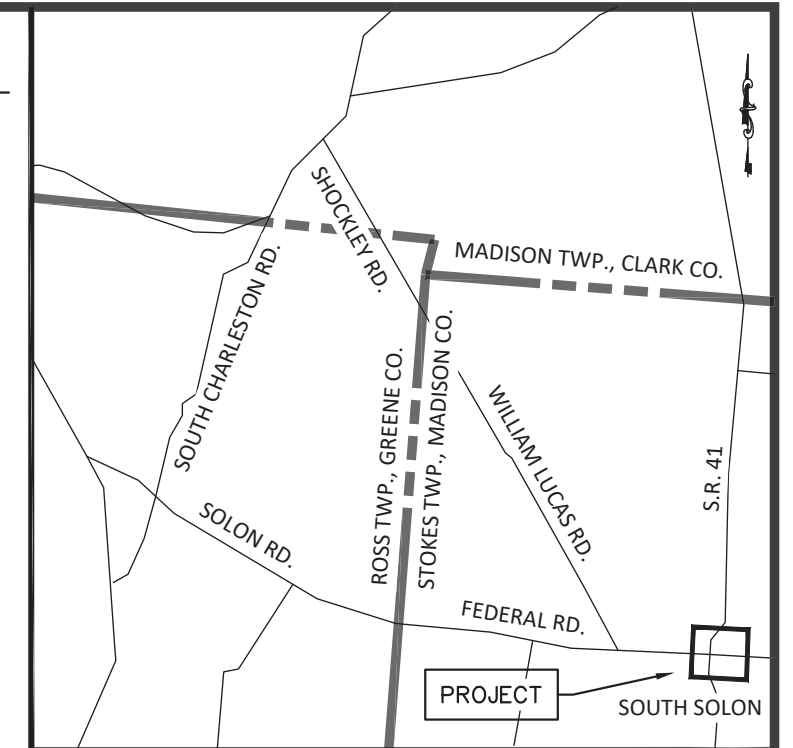 SHOCKLEY RD.
MADISON TWP., CLARK CO.
SOUTH CHARLESTON RD.
ROSS TWP., GREENE CO.
STOKES TWP., MADISON CO.
WILLIAM LUCAS RD.
S.R. 41
SOLON RD.
FEDERAL RD.
PROJECT
SOUTH SOLON